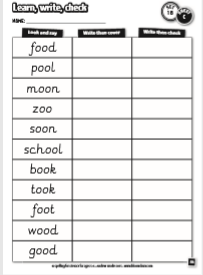 Learn, write, check
NAME:
Look and say Write then cover Write then check
food
pool
moon
zoo
soon
school
book
took
foot
wood
good